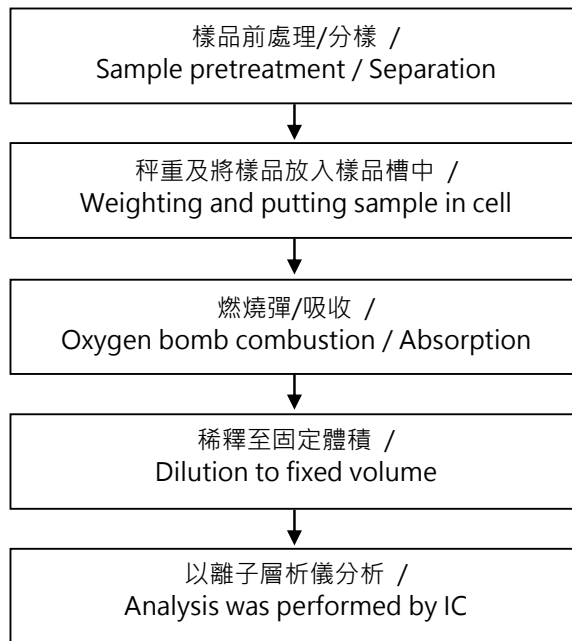 樣品前處理/分樣 /
Sample pretreatment / Separation
秤重及將樣品放入樣品槽中 /
Weighting and putting sample in cell
燃燒彈/吸收 /
Oxygen bomb combustion / Absorption
稀釋至固定體積 /
Dilution to fixed volume
以離子層析儀分析 /
Analysis was performed by IC